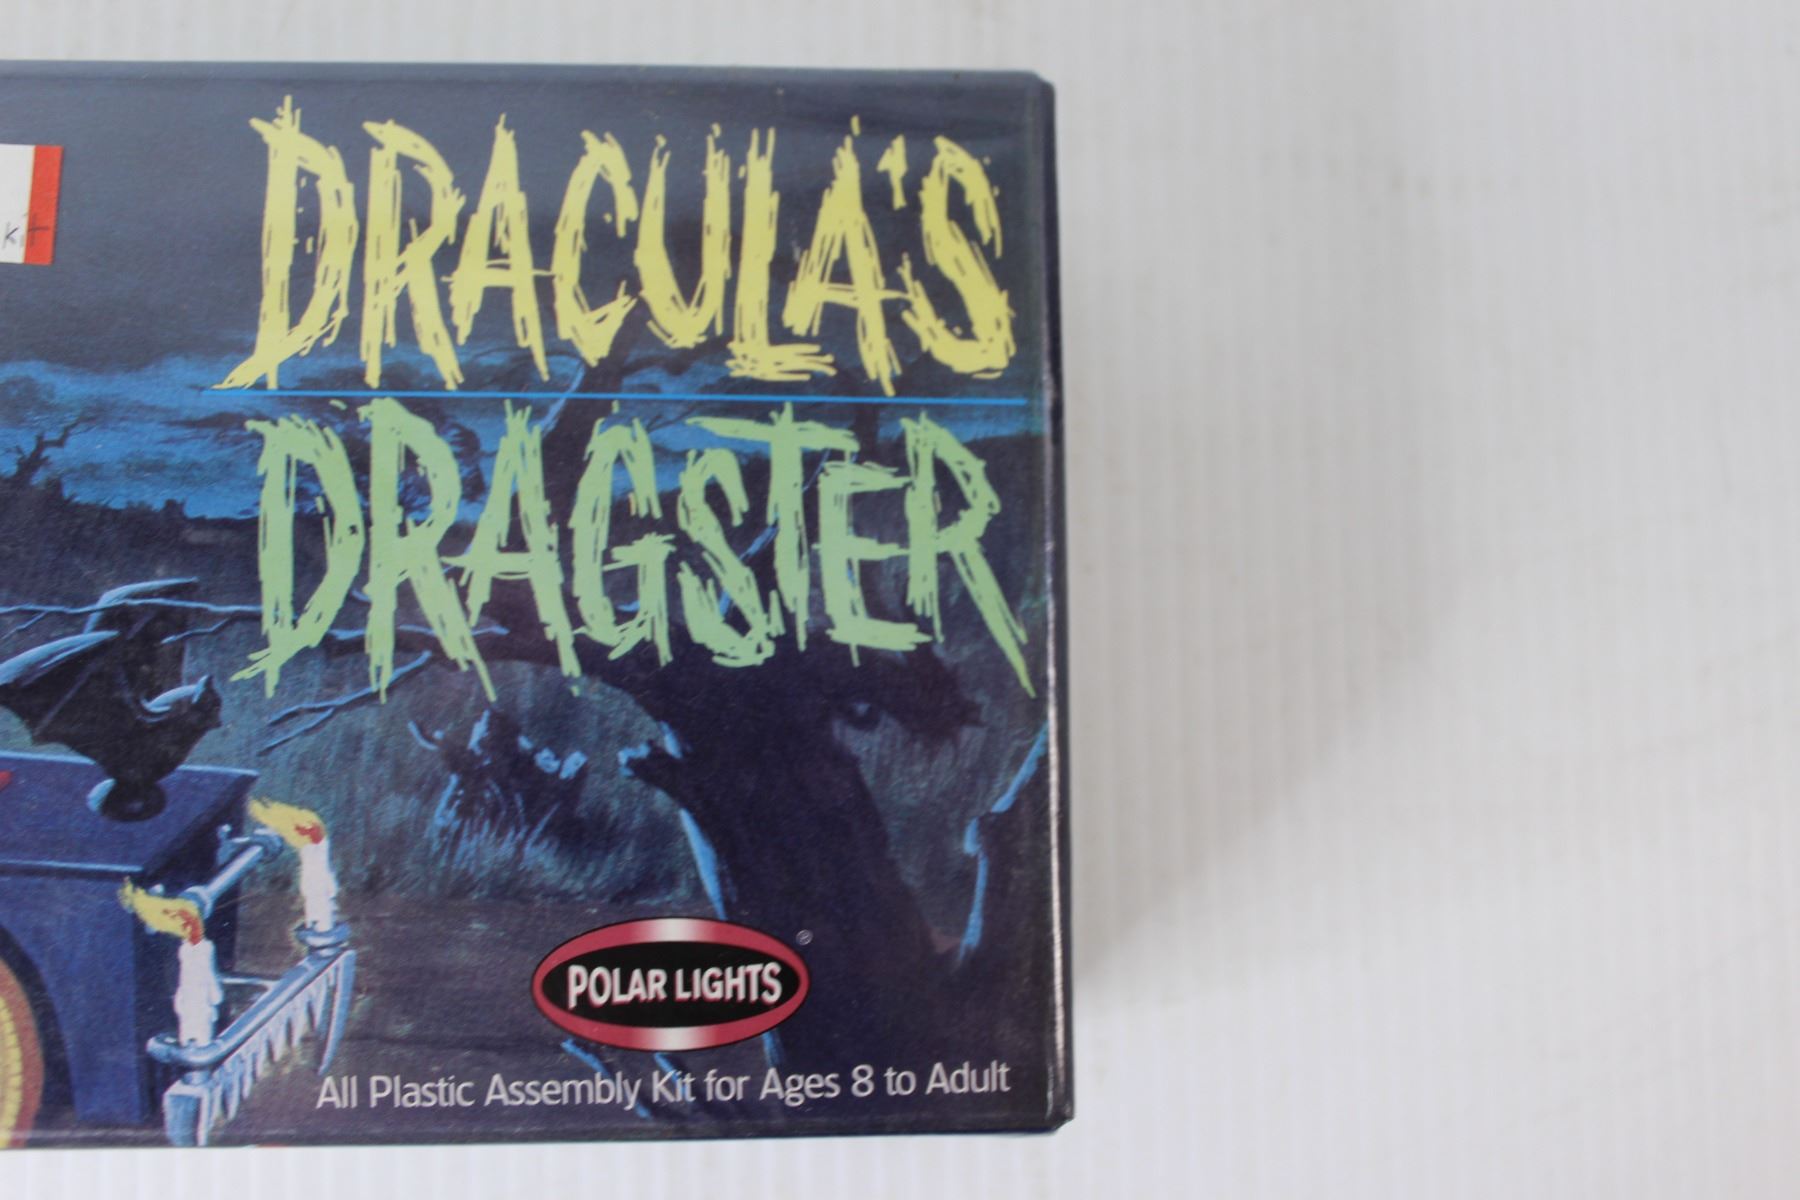 DRACULA'S
DRAGSTER
POLAR LIGHTS®
All Plastic Assembly Kit for Ages 8 to Adult